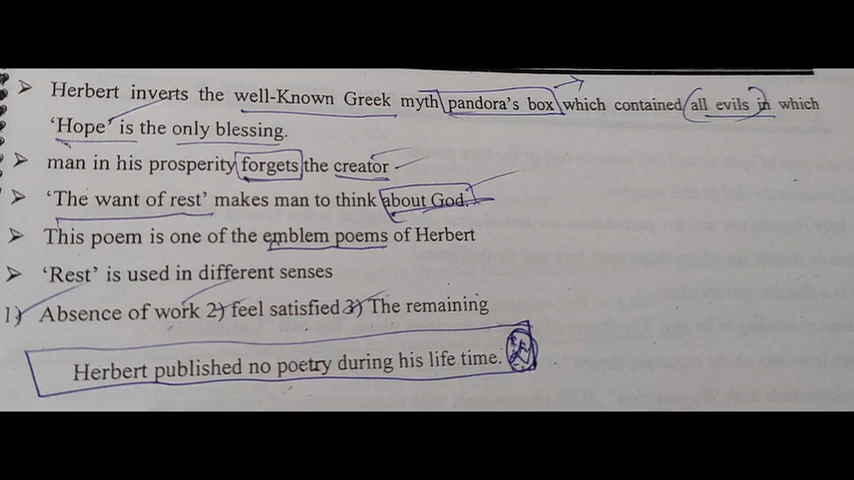 ➢ Herbert inverts the well-Known Greek myth pandora's box which contained all evils in which
'Hope' is the only blessing.
➢ man in his prosperity forgets the creator
➢ 'The want of rest' makes man to think about God.
➢ This poem is one of the emblem poems of Herbert
➢ 'Rest' is used in different senses
1) Absence of work 2) feel satisfied 3) The remaining
Herbert published no poetry during his life time.